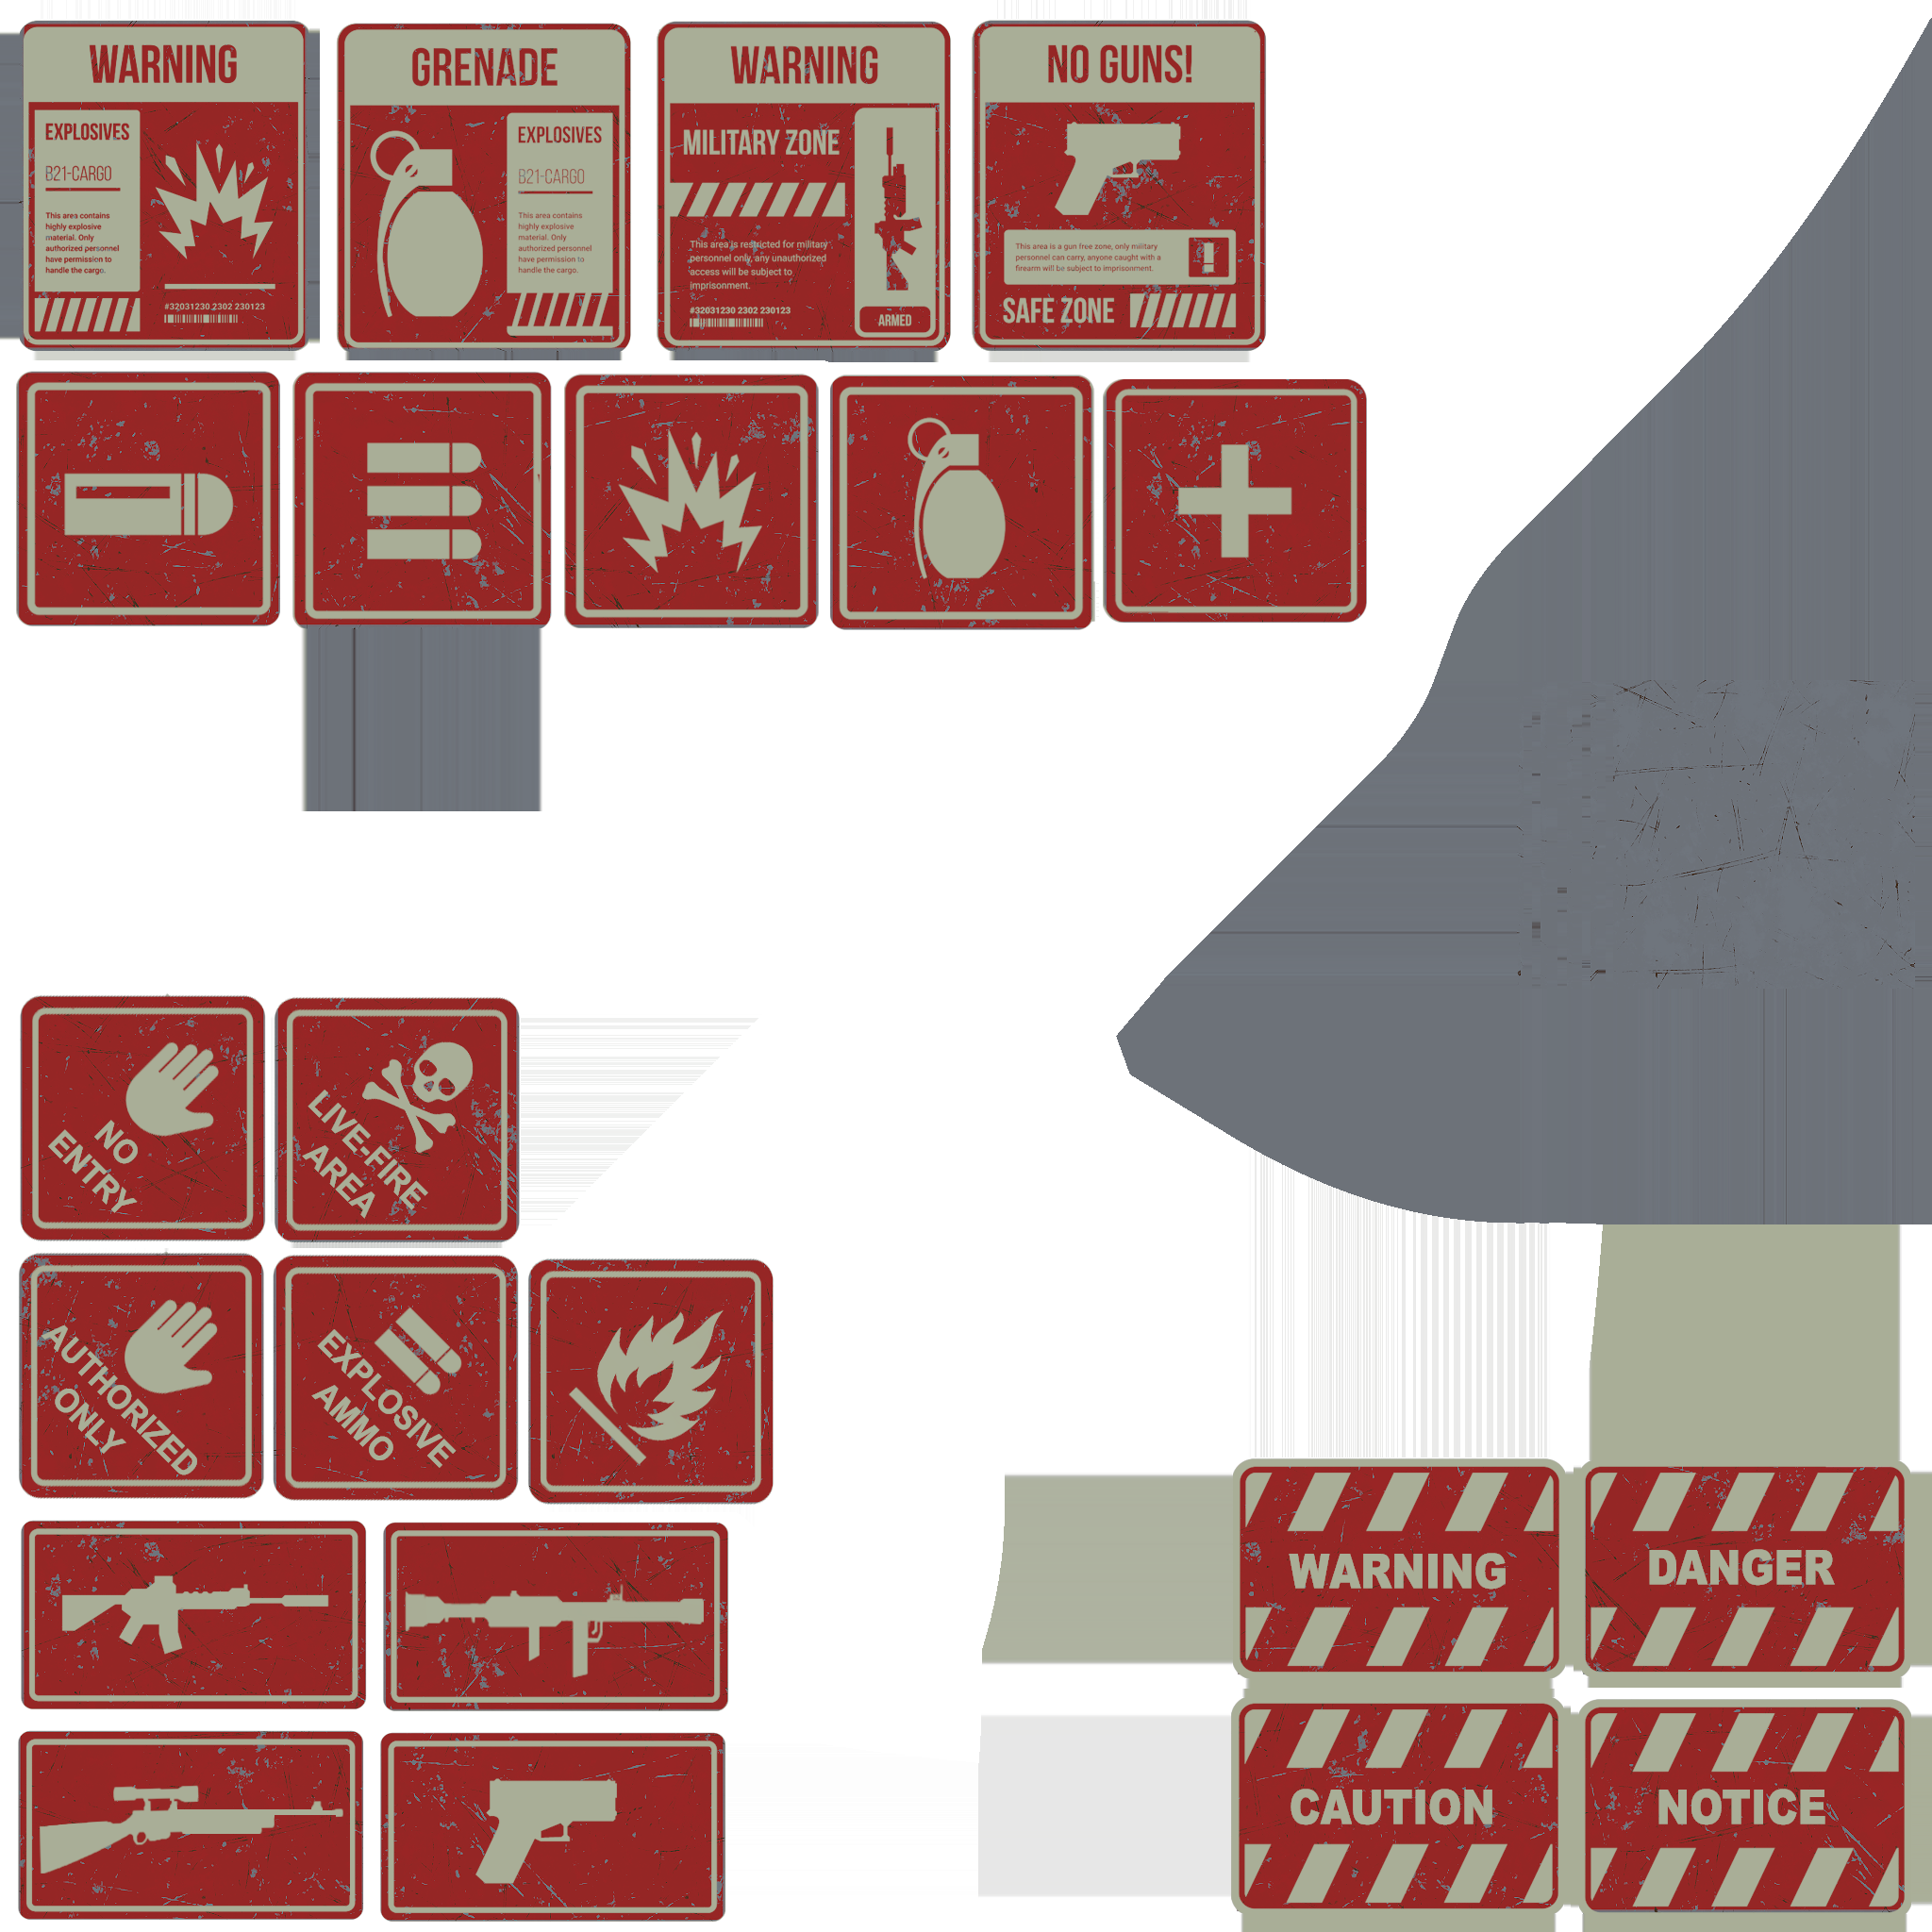 WARNING
EXPLOSIVES
B21-CARGO
This area contains
highly explosive
material. Only
authorized personnel
have permission to
handle the cargo.
#32031230 2302 230123
GRENADE
EXPLOSIVES
B21-CARGO
This area contains
highly explosive
material. Only
authorized personnel
have permission to
handle the cargo.
WARNING
MILITARY ZONE
This area is restricted for military
personnel only, any unauthorized
access will be subject to
imprisonment.
#32031230 2302 230123
ARMED
NO GUNS!
This area is a gun free zone, only military
personnel can carry, anyone caught with a
firearm will be subject to imprisonment.
!
SAFE ZONE
NO
ENTRY
LIVE-FIRE
AREA
AUTHORIZED
ONLY
EXPLOSIVE
AMMO
WARNING
DANGER
CAUTION
NOTICE